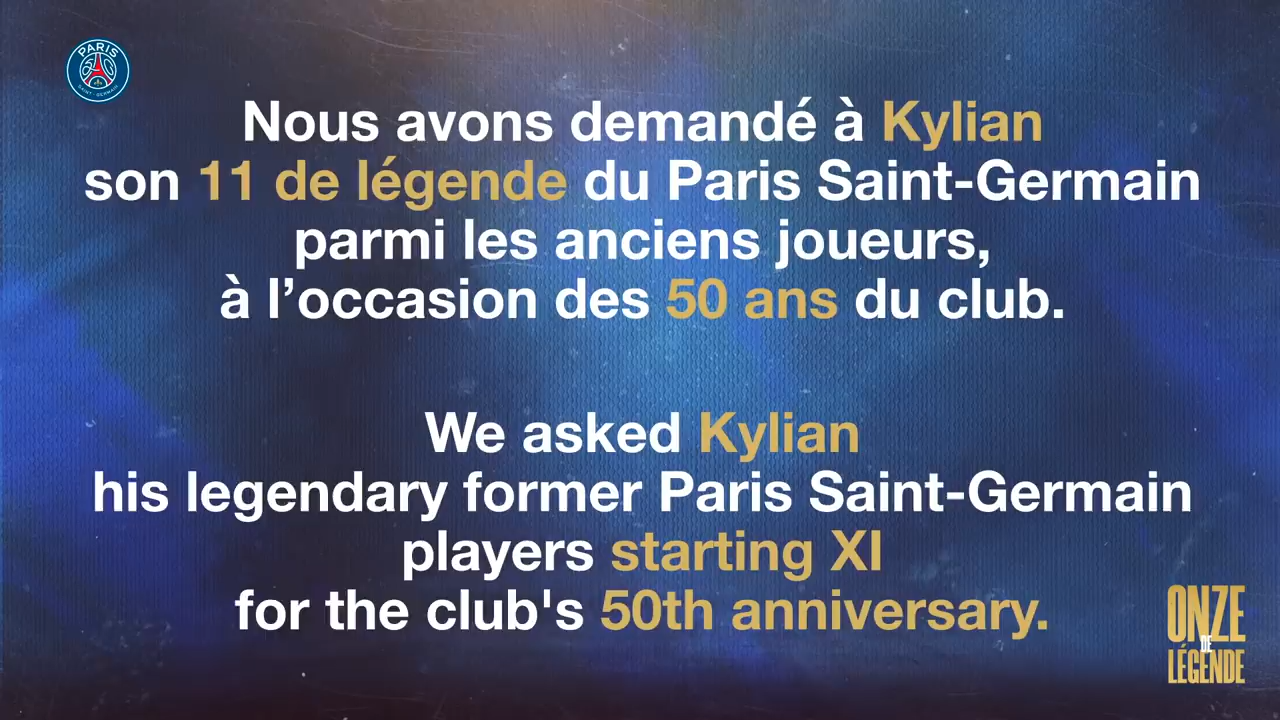 PARIS
SAINT-GERMAIN
Nous avons demandé à Kylian
son 11 de légende du Paris Saint-Germain
parmi les anciens joueurs,
à l’occasion des 50 ans du club.
We asked Kylian
his legendary former Paris Saint-Germain
players starting XI
for the club's 50th anniversary.
ONZE
DE
LÉGENDE